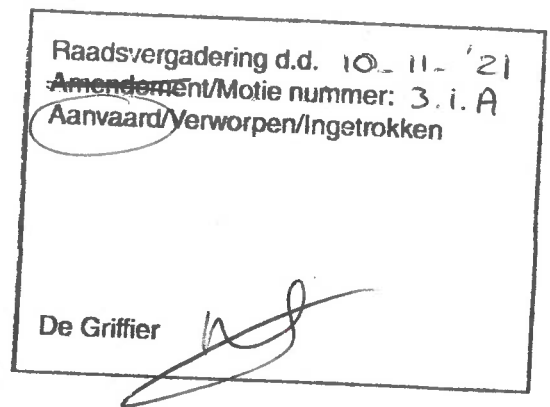 Raadsvergadering d.d. 10-11-'21
Amendement/Motie nummer: 3.i.A
Aanvaard/Verworpen/Ingetrokken
De Griffier